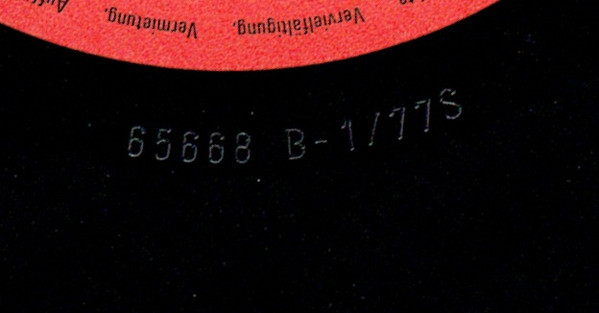 Vermietung, Vervielfältigung,
65668 B-1/77S